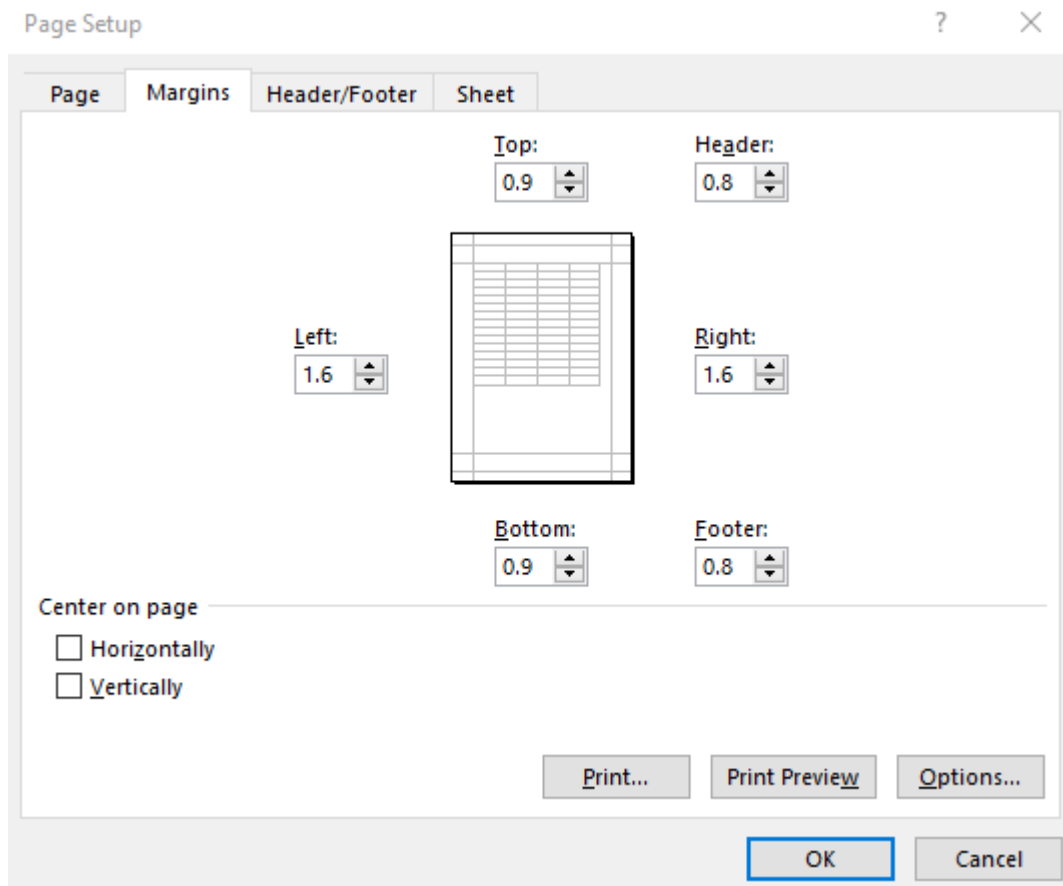 Page Setup ?
Page Margins Header/Footer Sheet
Top: Header:
0.9 0.8
Left: Right:
1.6 1.6
Bottom: Footer:
0.9 0.8
Center on page
Horizontally
Vertically
Print... Print Preview Options...
OK Cancel